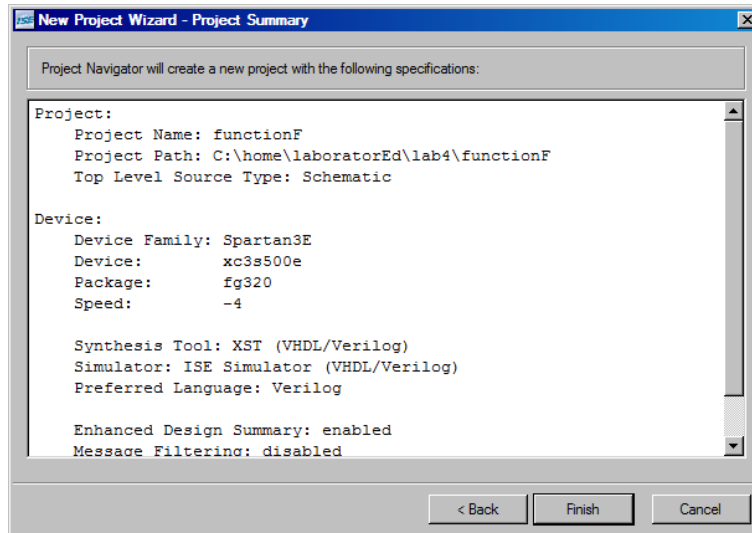 ISE New Project Wizard - Project Summary
Project Navigator will create a new project with the following specifications:
Project:
Project Name: functionF
Project Path: C:\home\laboratorEd\lab4\functionF
Top Level Source Type: Schematic
Device:
Device Family: Spartan3E
Device: xc3s500e
Package: fg320
Speed: -4
Synthesis Tool: XST (VHDL/Verilog)
Simulator: ISE Simulator (VHDL/Verilog)
Preferred Language: Verilog
Enhanced Design Summary: enabled
Message Filtering: disabled
< Back Finish Cancel